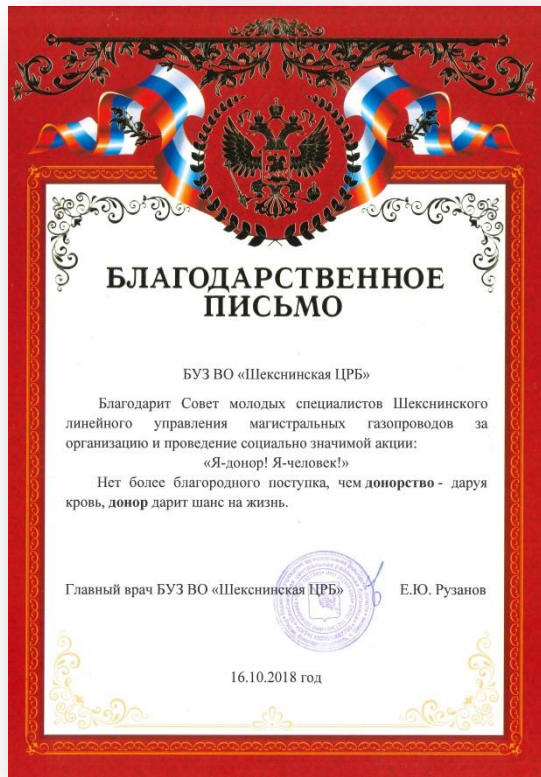 БЛАГОДАРСТВЕННОЕ
ПИСЬМО
БУЗ ВО «Шекснинская ЦРБ»
Благодарит Совет молодых специалистов Шекснинского
линейного управления магистральных газопроводов за
организацию и проведение социально значимой акции:
«Я-донор! Я-человек!»
Нет более благородного поступка, чем донорство - даруя
кровь, донор дарит шанс на жизнь.
Главный врач БУЗ ВО «Шекснинская ЦРБ» Е.Ю. Рузанов
16.10.2018 год